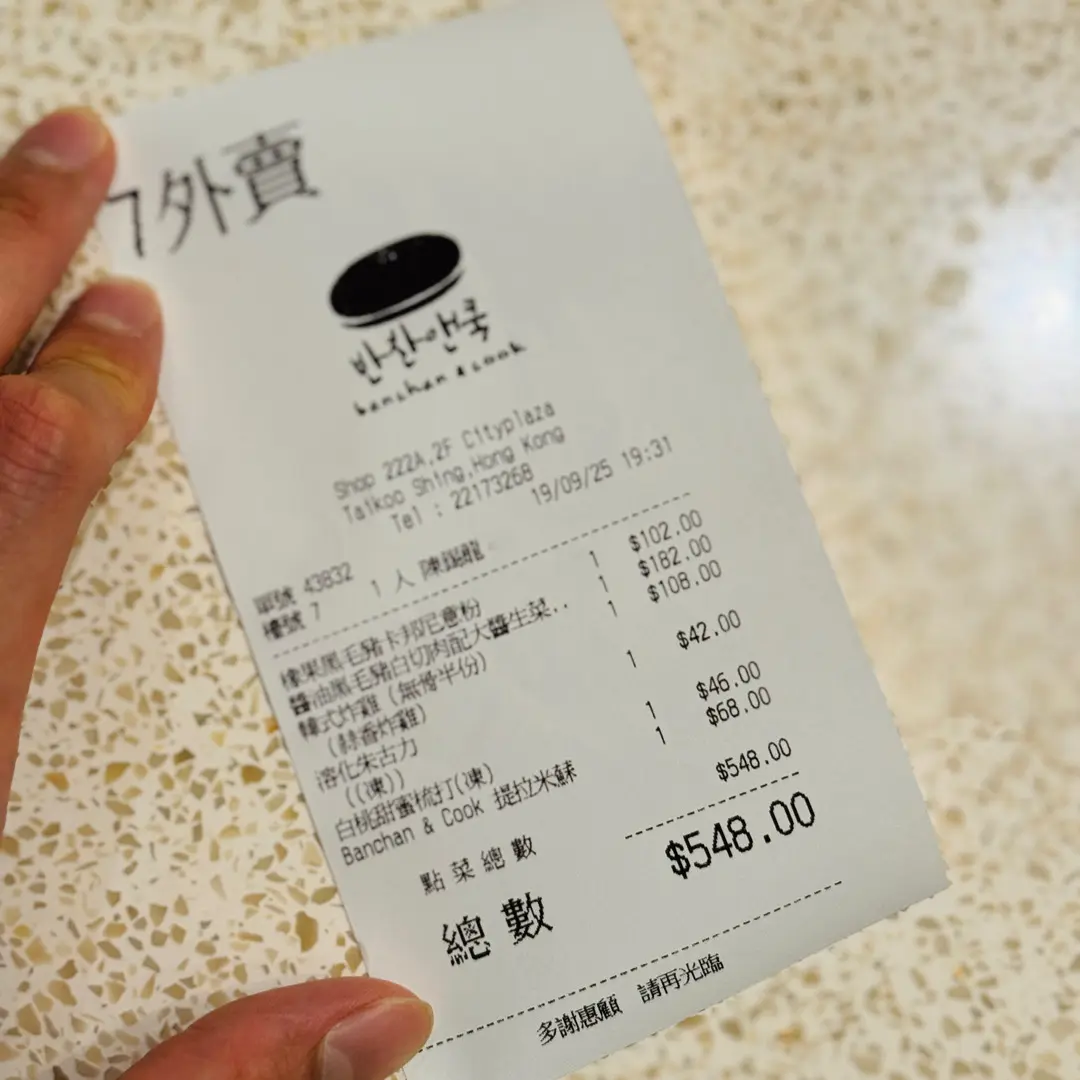 7外賣
반찬앤쿡
banchan & cook
Shop 222A,2F Cityplaza
Taikoo Shing,Hong Kong
Tel : 22173268
19/09/25 19:31
單號 43832
檯號 7 1 人 陳錫龍
橡果黑毛豬卡邦尼意粉 1 $102.00
醬油黑毛豬白切肉配大醬生菜.. 1 $182.00
韓式炸雞 (無骨半份) 1 $108.00
(蒜香炸雞)
溶化朱古力 1 $42.00
((凍))
白桃甜蜜梳打(凍) 1 $46.00
Banchan & Cook 提拉米蘇 1 $68.00
點菜總數 $548.00
總數 $548.00
多謝惠顧 請再光臨